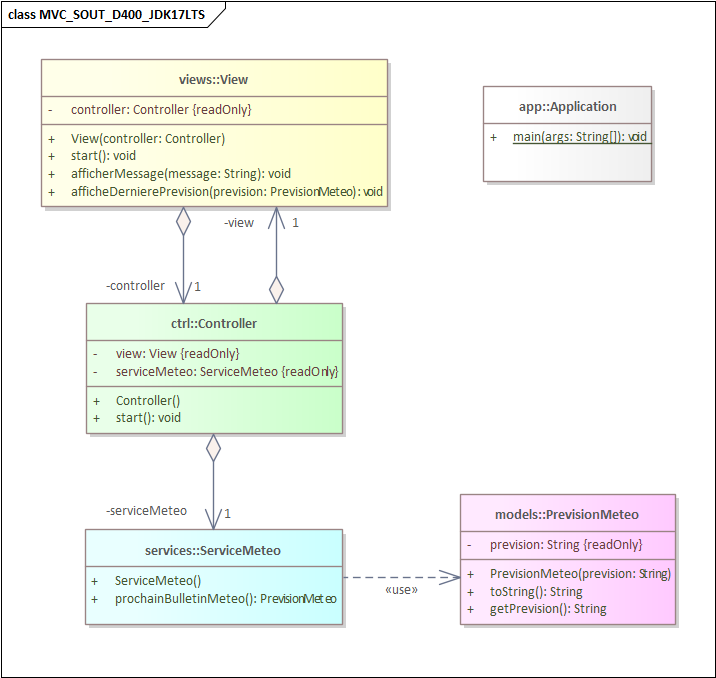 class MVC_SOUT_D400_JDK17LTS
views::View
- controller: Controller {readOnly}
+ View(controller: Controller)
+ start(): void
+ afficherMessage(message: String): void
+ afficheDernierePrevision(prevision: PrevisionMeteo): void
app::Application
+ main(args: String[]): void
-view 1
-controller 1
ctrl::Controller
- view: View {readOnly}
- serviceMeteo: ServiceMeteo {readOnly}
+ Controller()
+ start(): void
-serviceMeteo 1
services::ServiceMeteo
+ ServiceMeteo()
+ prochainBulletinMeteo(): PrevisionMeteo
«use»
models::PrevisionMeteo
- prevision: String {readOnly}
+ PrevisionMeteo(prevision: String)
+ toString(): String
+ getPrevision(): String